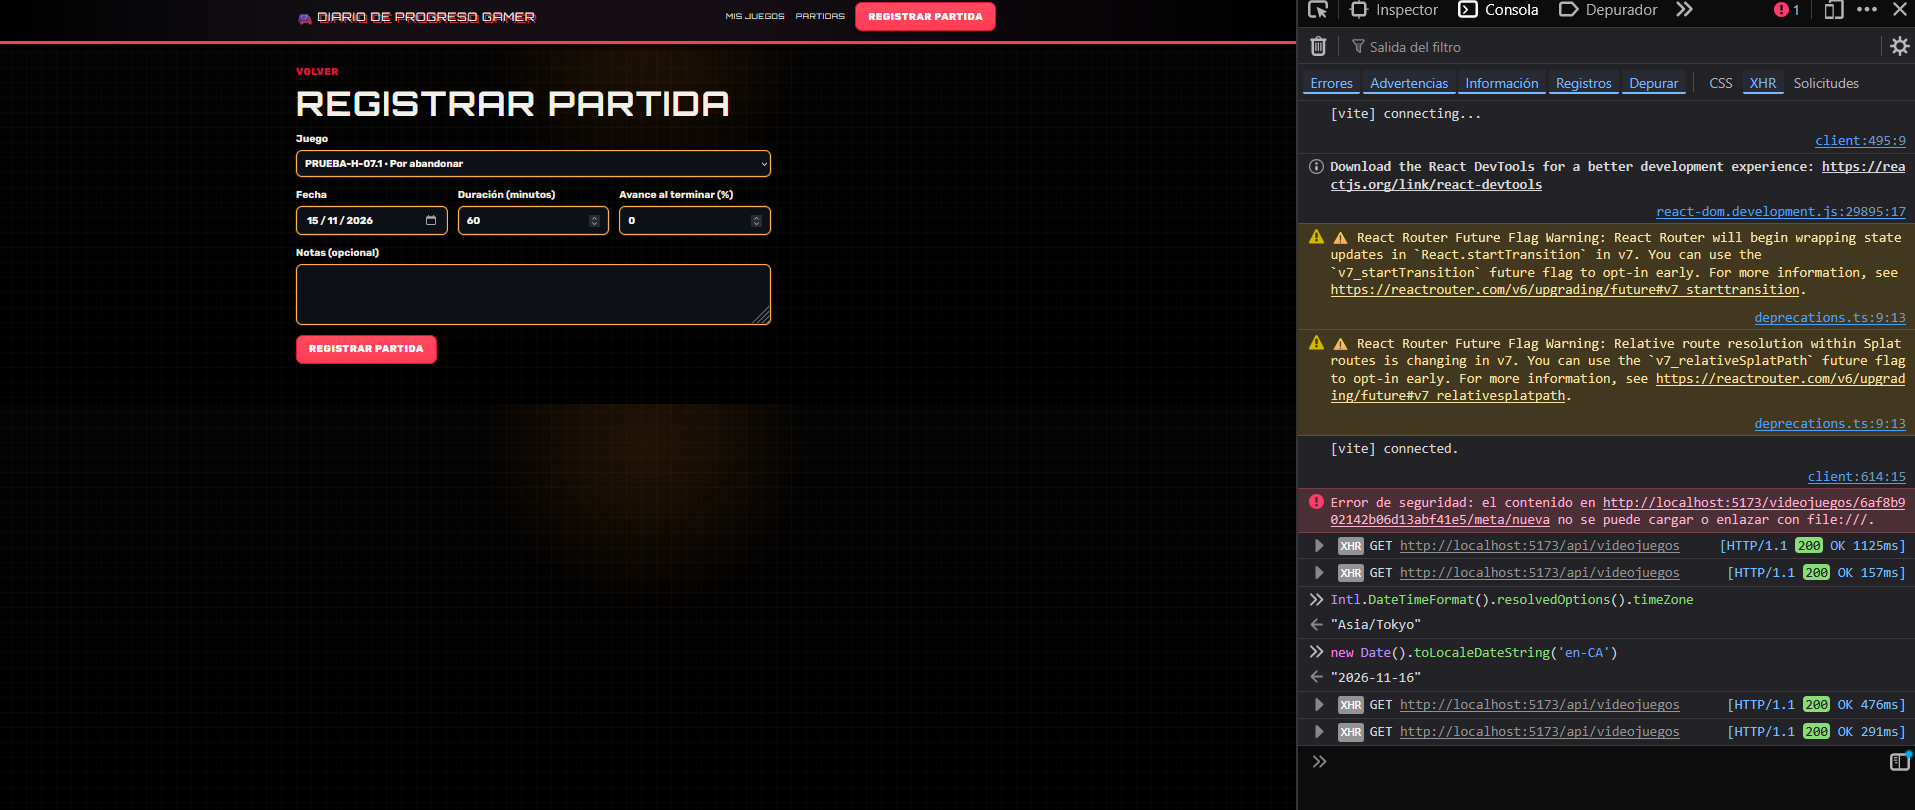 DIARIO DE PROGRESO GAMER
MIS JUEGOS
PARTIDAS
REGISTRAR PARTIDA
VOLVER
REGISTRAR PARTIDA
Juego
PRUEBA-H-07.1 • Por abandonar
Fecha
Duración (minutos)
Avance al terminar (%)
15 / 11 / 2026
60
0
Notas (opcional)
REGISTRAR PARTIDA
Inspector
Consola
Depurador
1
Salida del filtro
Errores
Advertencias
Información
Registros
Depurar
CSS
XHR
Solicitudes
[vite] connecting...
client:495:9
Download the React DevTools for a better development experience: https://rea
ctjs.org/link/react-devtools
react-dom.development.js:29895:17
⚠️ React Router Future Flag Warning: React Router will begin wrapping state
updates in `React.startTransition` in v7. You can use the
`v7_startTransition` future flag to opt-in early. For more information, see
https://reactrouter.com/v6/upgrading/future#v7_starttransition.
deprecations.ts:9:13
⚠️ React Router Future Flag Warning: Relative route resolution within Splat
routes is changing in v7. You can use the `v7_relativeSplatPath` future flag
to opt-in early. For more information, see https://reactrouter.com/v6/upgrad
ing/future#v7_relativesplatpath.
deprecations.ts:9:13
[vite] connected.
client:614:15
Error de seguridad: el contenido en http://localhost:5173/videojuegos/6af8b9
02142b06d13abf41e5/meta/nueva no se puede cargar o enlazar con file:///.
XHR GET http://localhost:5173/api/videojuegos [HTTP/1.1 200 OK 1125ms]
XHR GET http://localhost:5173/api/videojuegos [HTTP/1.1 200 OK 157ms]
Intl.DateTimeFormat().resolvedOptions().timeZone
"Asia/Tokyo"
new Date().toLocaleDateString('en-CA')
"2026-11-16"
XHR GET http://localhost:5173/api/videojuegos [HTTP/1.1 200 OK 476ms]
XHR GET http://localhost:5173/api/videojuegos [HTTP/1.1 200 OK 291ms]